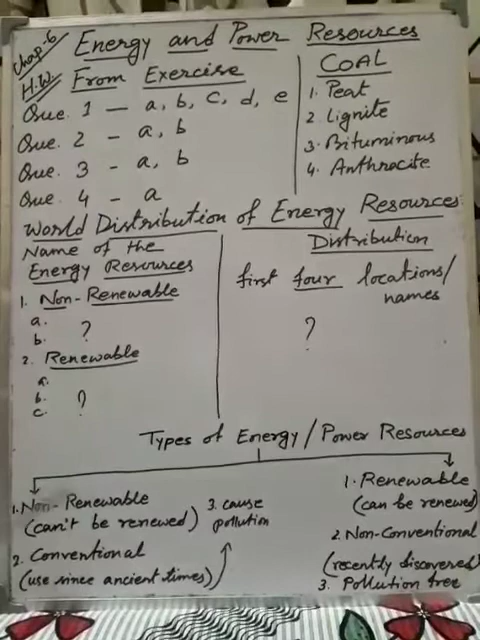 Chap:6
Energy and Power Resources
H.W
From Exercise
Que. 1 — a, b, c, d, e
Que. 2 - a, b
Que. 3 - a, b
Que. 4 - a
COAL
1. Peat
2. Lignite
3. Bituminous
4. Anthracite
World Distribution of Energy Resources
Name of the
Energy Resources
1. Non-Renewable
a.
b. ?
2. Renewable
a.
b. ?
c.
Distribution
first four locations/
names
?
Types of Energy/Power Resources
1. Non-Renewable
(can't be renewed)
2. Conventional
(use since ancient times)
3. cause
pollution
1. Renewable
(can be renewed)
2. Non-Conventional
(recently discovered)
3. Pollution free